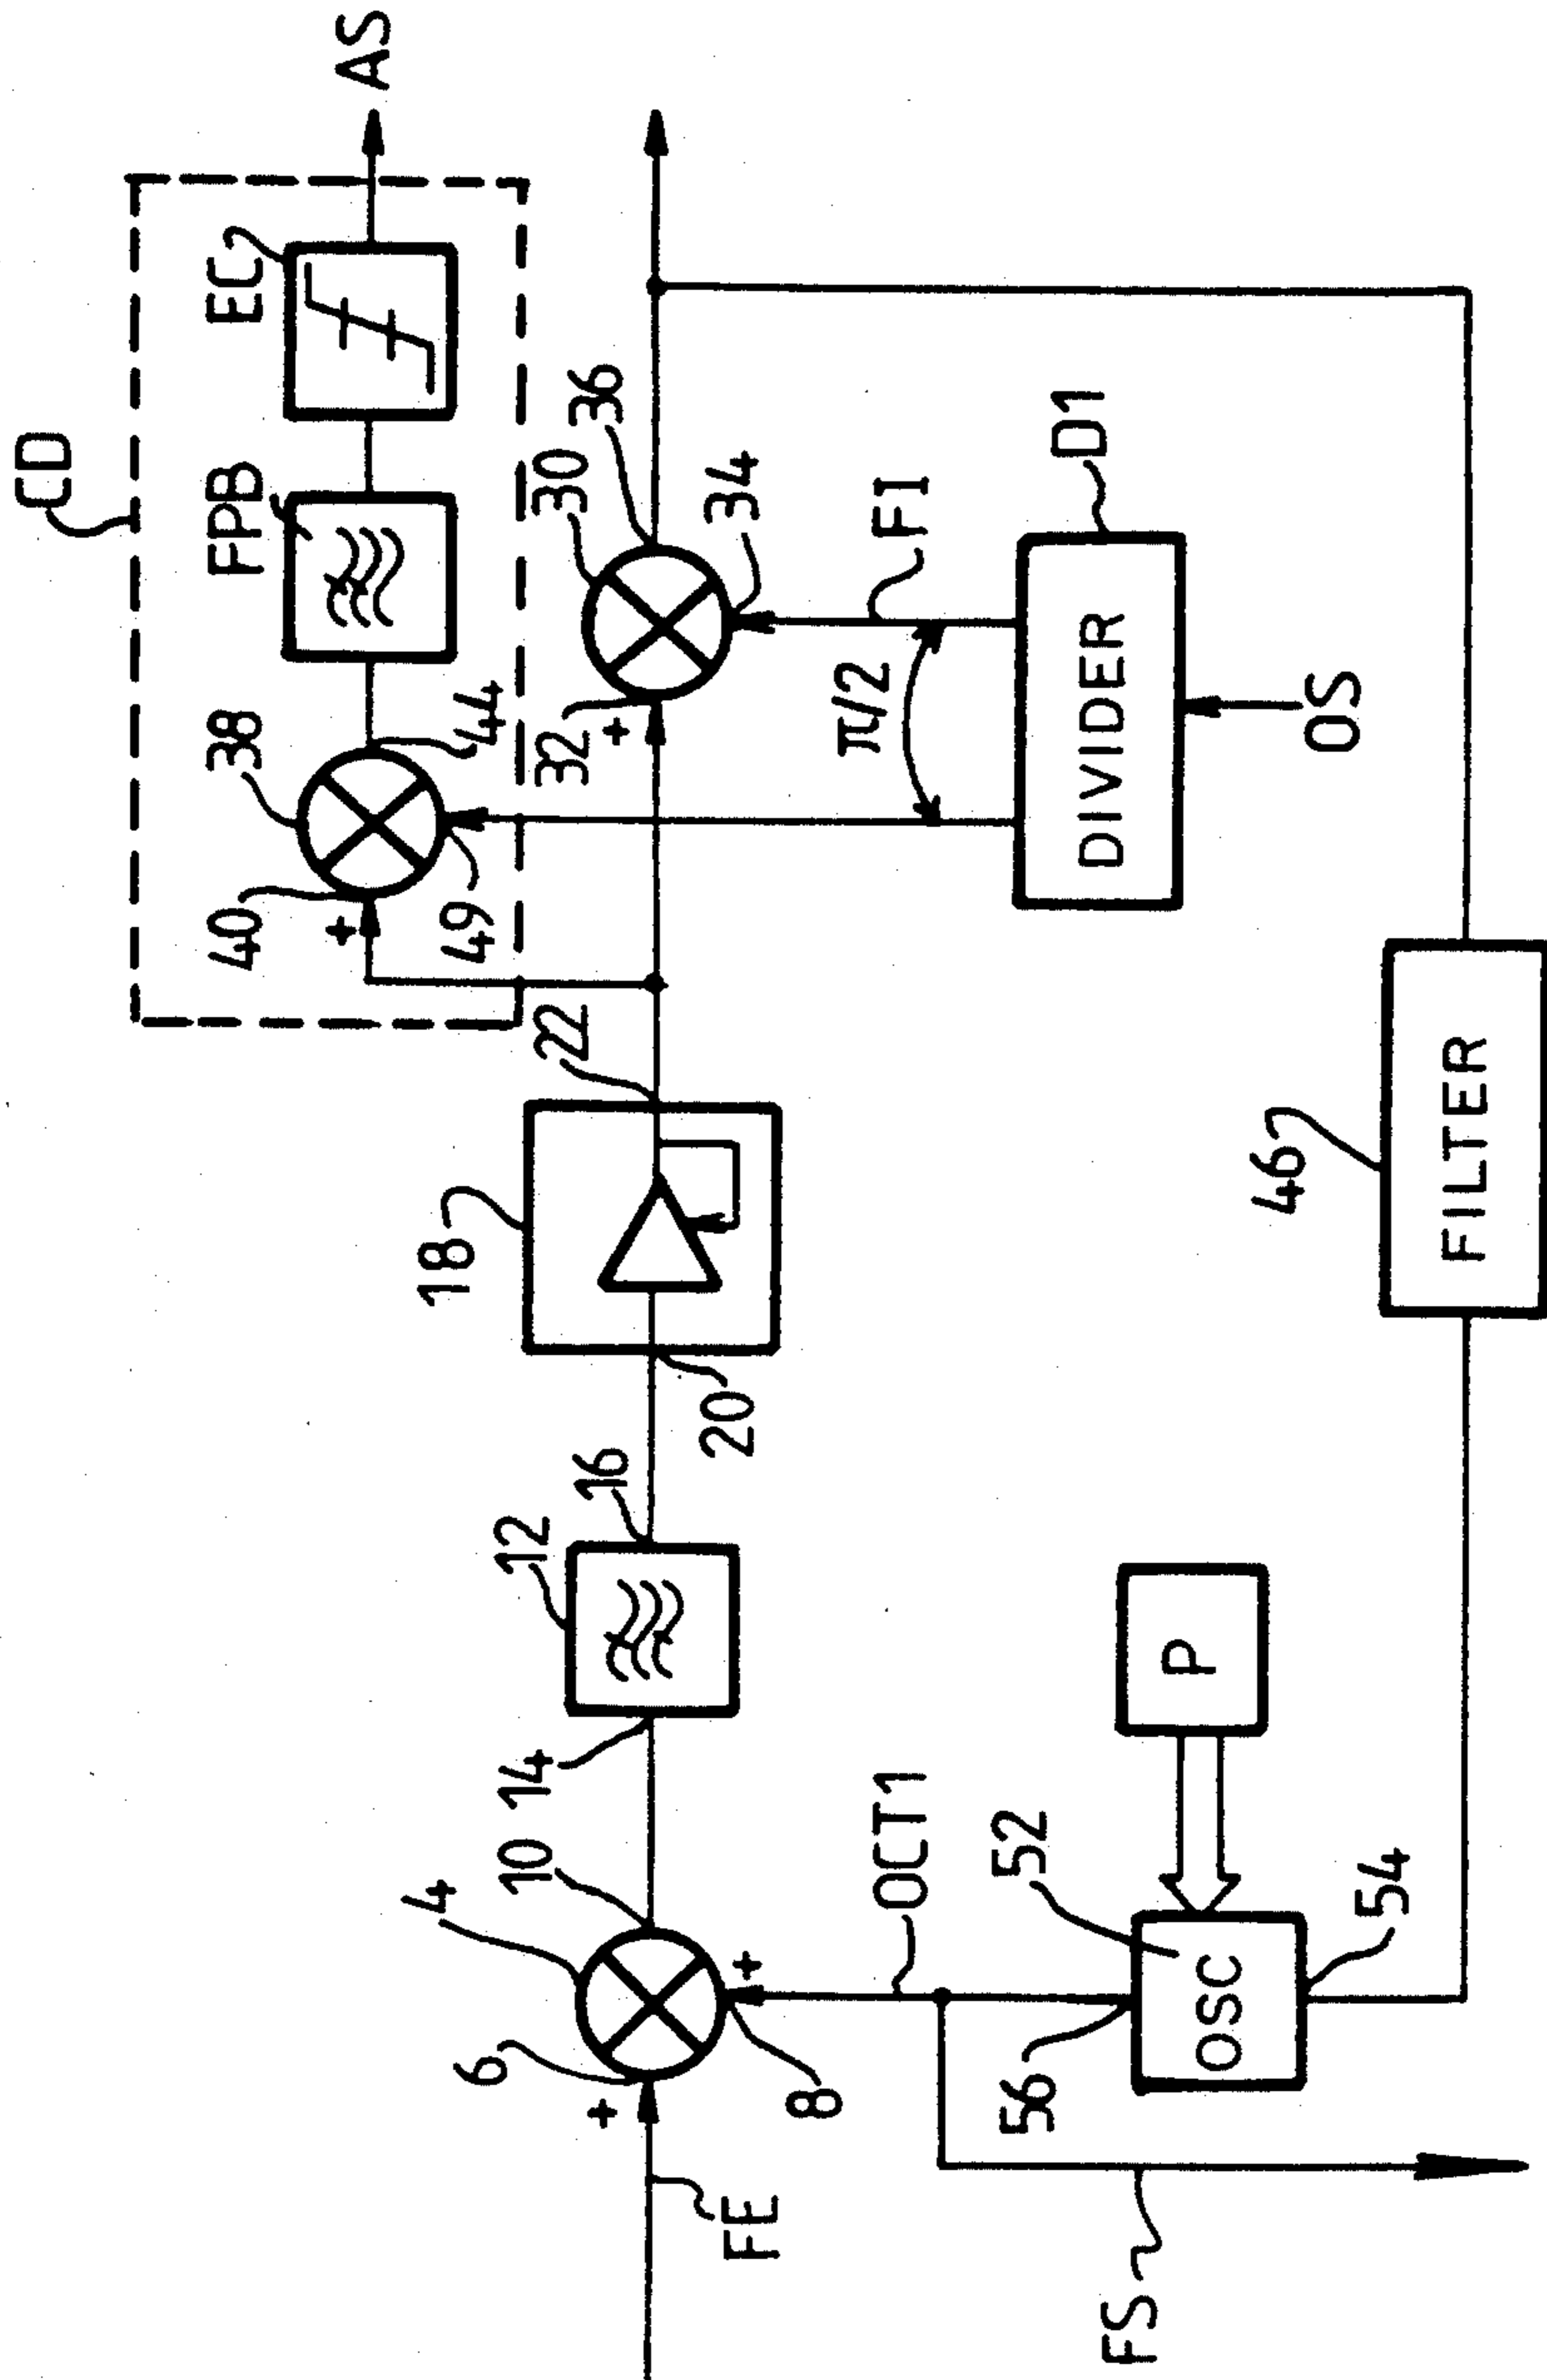 CD
AS
EC
FPB
38
40
44
49
30
36
32
+
+
34
FI
π/2
D1
DIVIDER
OS
22
18
20
16
12
14
10
4
6
+
+
8
FE
OCT1
52
P
OSC
54
56
FS
46
FILTER